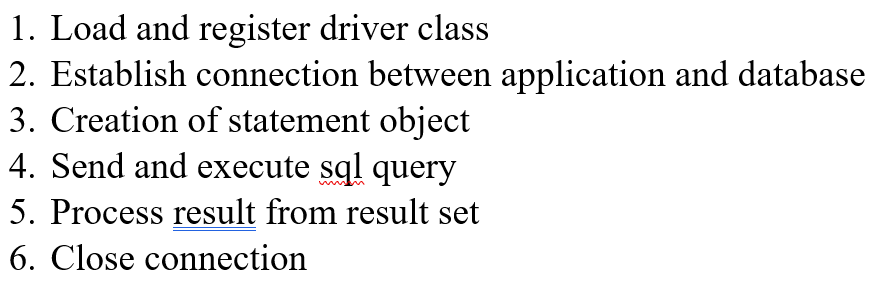 1. Load and register driver class
2. Establish connection between application and database
3. Creation of statement object
4. Send and execute sql query
5. Process result from result set
6. Close connection